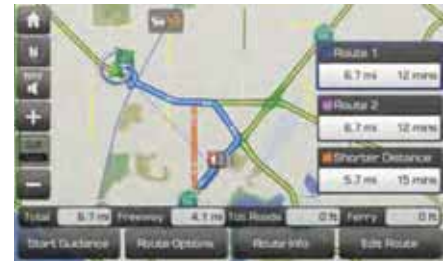 N
Route 1
6.7 mi 12 mins
Route 2
6.7 mi 12 mins
Shorter Distance
5.7 mi 15 mins
Total 6.7 mi Freeway 4.1 mi Toll Roads 0 ft Ferry 0 ft
Start Guidance Route Options Route Info Edit Route